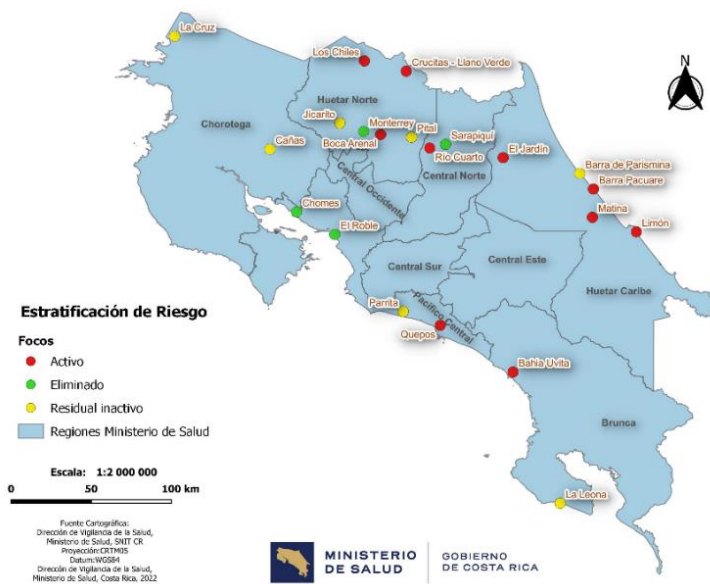 La Cruz
Los Chiles
Crucitas - Llano Verde
N
Huetar Norte
Chorotega
Jicarito
Monterrey
Pital
Sarapiquí
Cañas
Boca Arenal
Río Cuarto
El Jardín
Central Norte
Barra de Parismina
Barra Pacuare
Central Occidente
Chomes
Matina
Limón
El Roble
Central Sur
Central Este
Huetar Caribe
Estratificación de Riesgo
Parrita
Pacífico Central
Quepos
Focos
Activo
Eliminado
Residual inactivo
Regiones Ministerio de Salud
Bahía Uvita
Brunca
La Leona
Escala: 1:2 000 000
0 50 100 km
Fuente Cartográfica:
Dirección de Vigilancia de la Salud,
Ministerio de Salud, SNIT CR
Proyección:CRTM05
Datum:WGS84
Dirección de Vigilancia de la Salud,
Ministerio de Salud, Costa Rica, 2022
MINISTERIO
DE SALUD
GOBIERNO
DE COSTA RICA